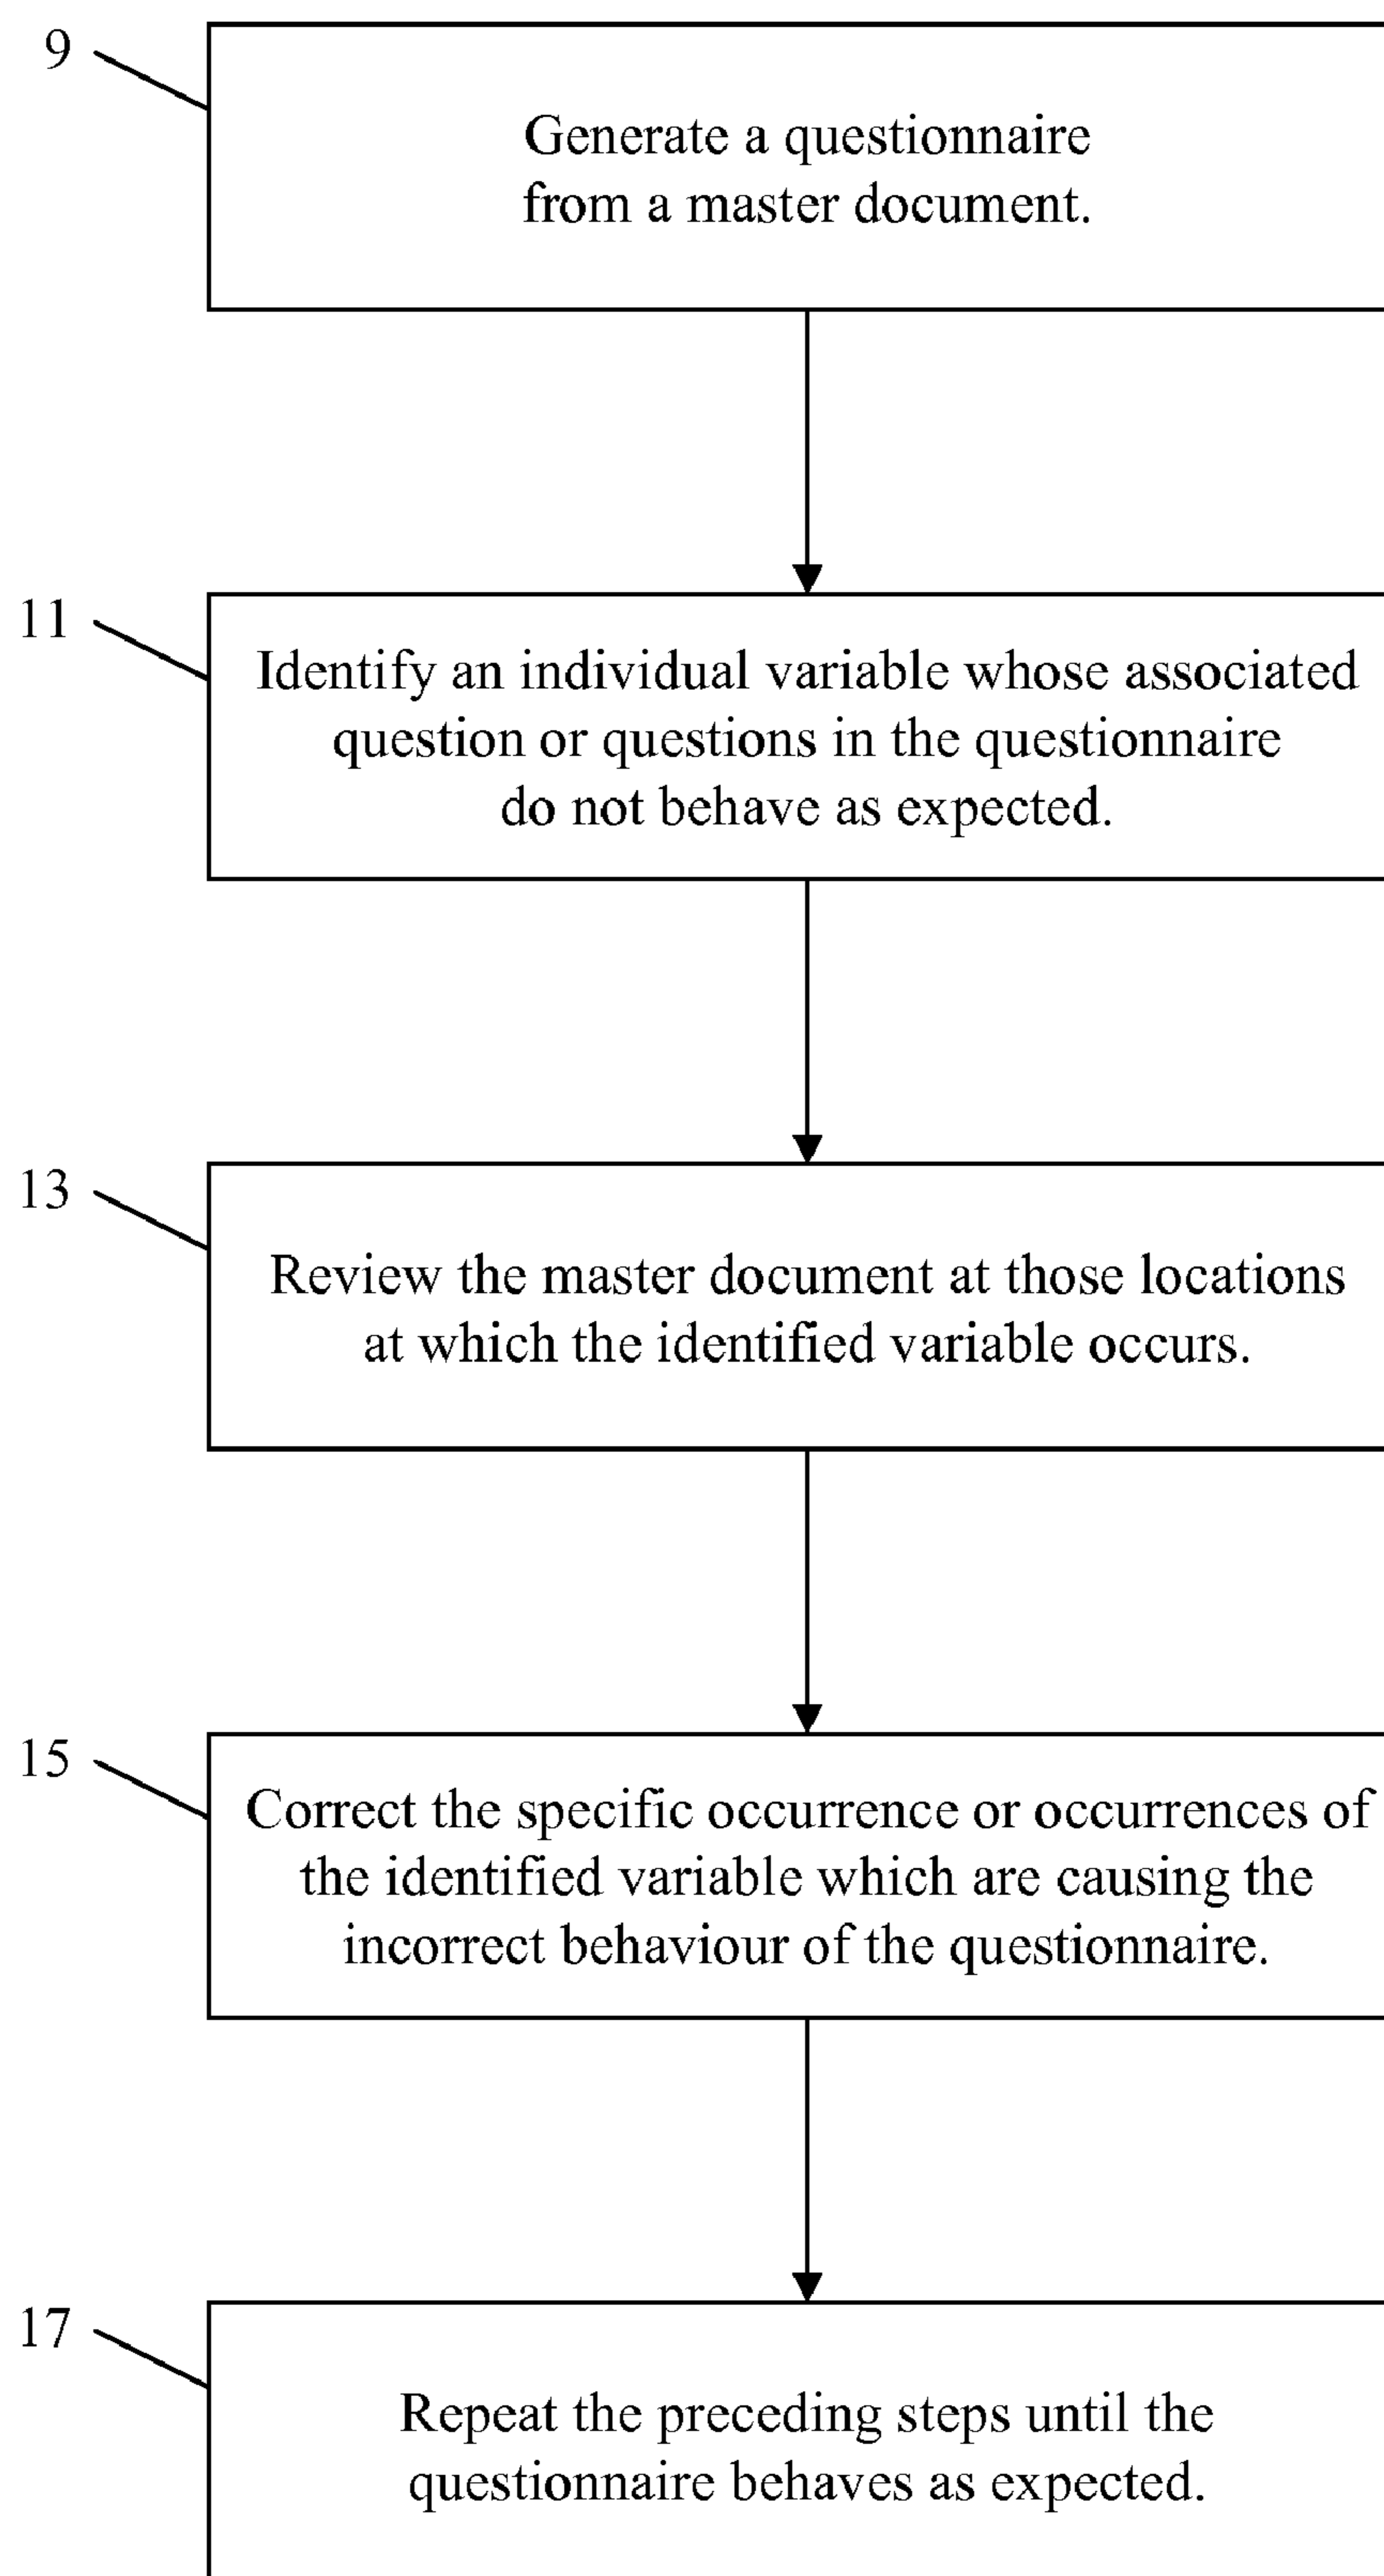 9
Generate a questionnaire
from a master document.
11
Identify an individual variable whose associated
question or questions in the questionnaire
do not behave as expected.
13
Review the master document at those locations
at which the identified variable occurs.
15
Correct the specific occurrence or occurrences of
the identified variable which are causing the
incorrect behaviour of the questionnaire.
17
Repeat the preceding steps until the
questionnaire behaves as expected.